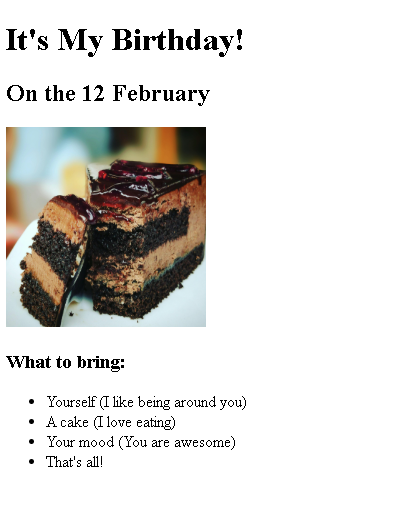 It's My Birthday!
On the 12 February
What to bring:
Yourself (I like being around you)
A cake (I love eating)
Your mood (You are awesome)
That's all!